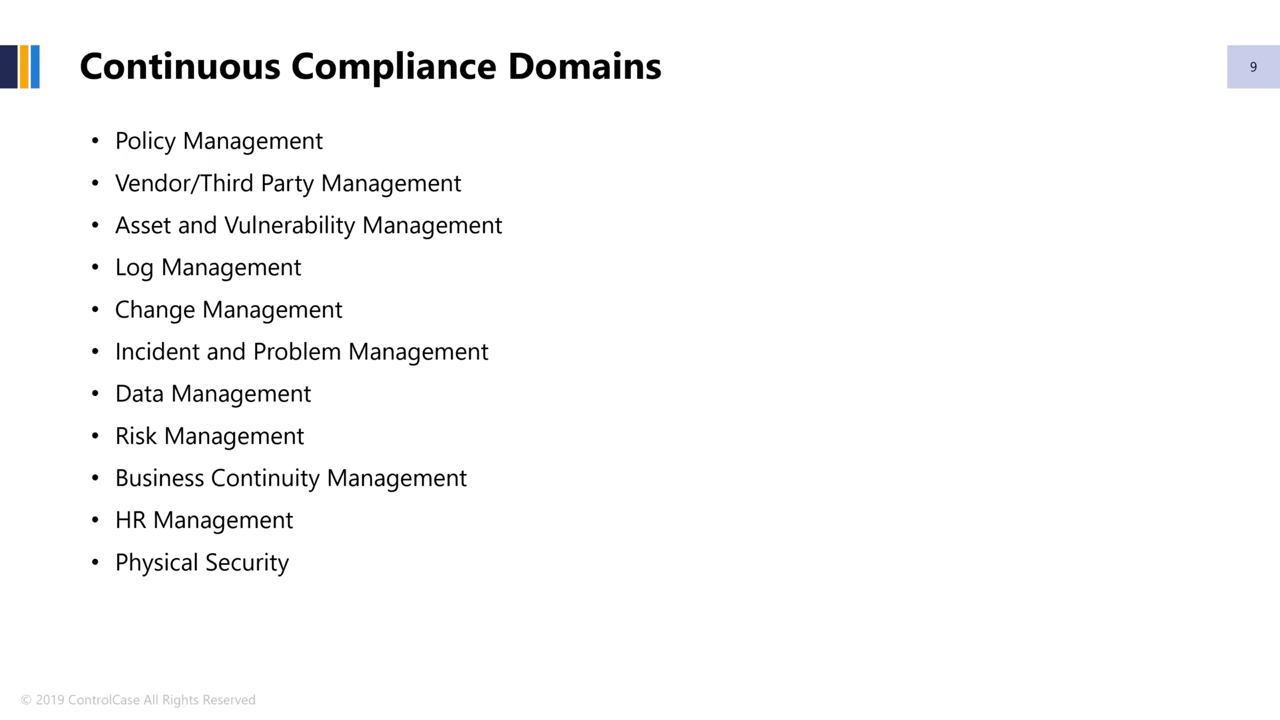 Continuous Compliance Domains
9
• Policy Management
• Vendor/Third Party Management
• Asset and Vulnerability Management
• Log Management
• Change Management
• Incident and Problem Management
• Data Management
• Risk Management
• Business Continuity Management
• HR Management
• Physical Security
© 2019 ControlCase All Rights Reserved